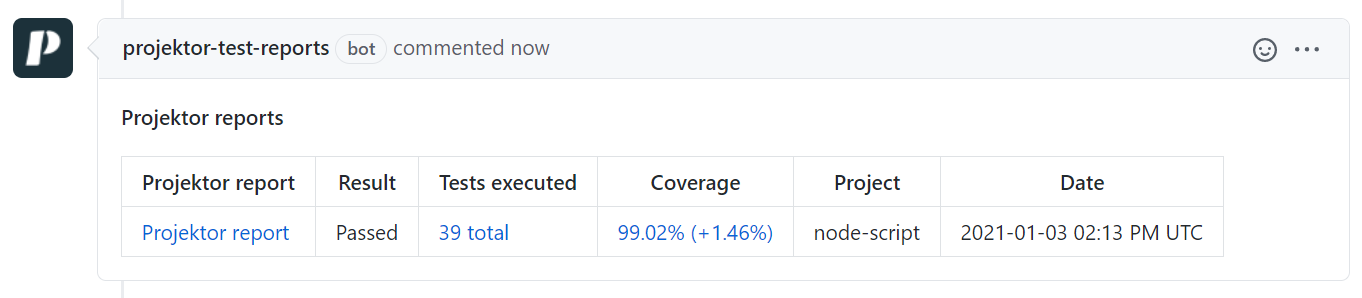 projektor-test-reports bot commented now
Projektor reports
Projektor report Result Tests executed Coverage Project Date
Projektor report Passed 39 total 99.02% (+1.46%) node-script 2021-01-03 02:13 PM UTC